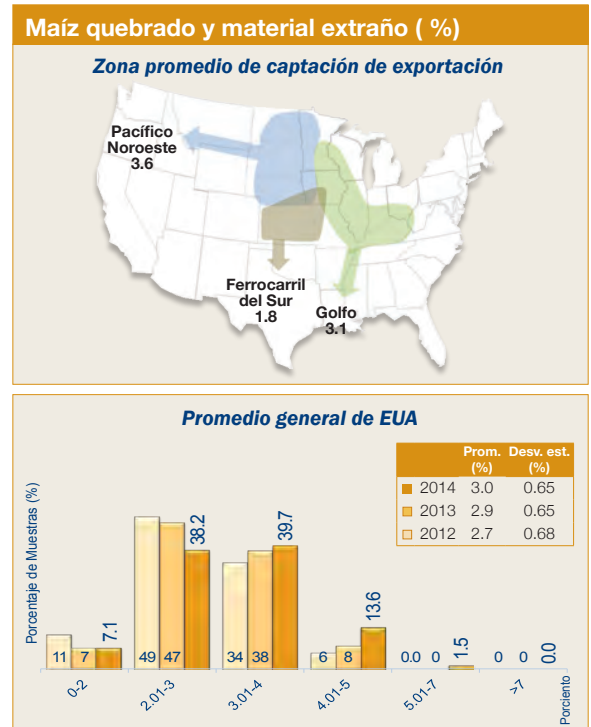 Maíz quebrado y material extraño ( %)
Zona promedio de captación de exportación
Pacífico
Noroeste
3.6
Ferrocarril
del Sur
1.8
Golfo
3.1
Promedio general de EUA
Prom. Desv. est.
(%) (%)
2014 3.0 0.65
2013 2.9 0.65
2012 2.7 0.68
Porcentaje de Muestras (%)
11 7 7.1
49 47 38.2
34 38 39.7
6 8 13.6
0.0 0 1.5
0 0 0.0
0-2
2.01-3
3.01-4
4.01-5
5.01-7
>7
Porciento